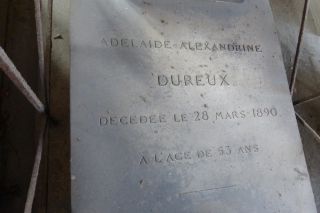 ADELAIDE ALEXANDRINE
DUREUX
DECEDEE LE 28 MARS 1890
A L'AGE DE 53 ANS